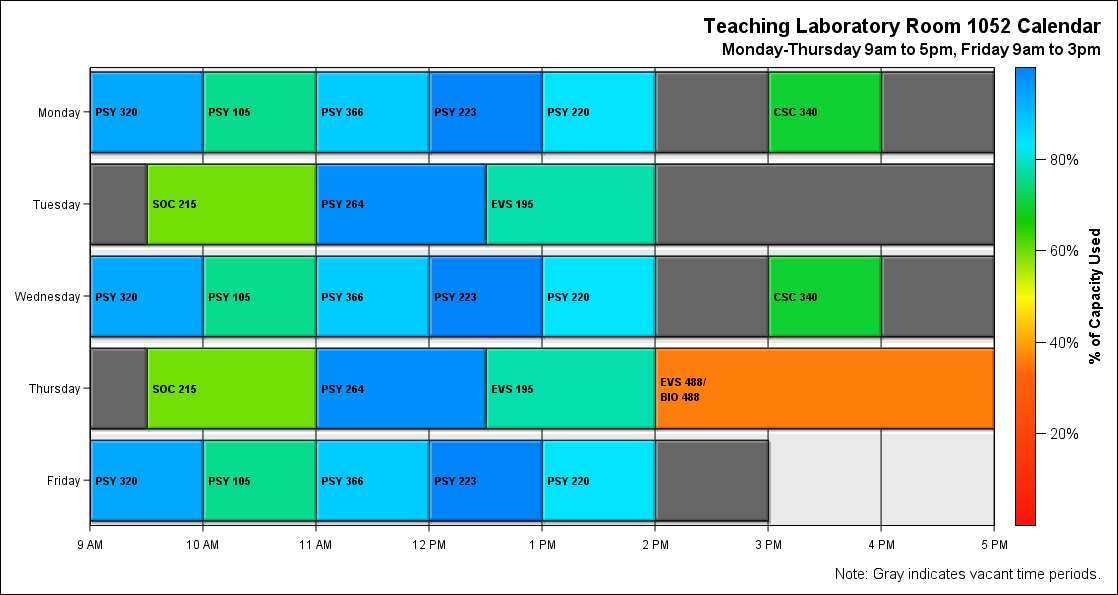 Teaching Laboratory Room 1052 Calendar
Monday-Thursday 9am to 5pm, Friday 9am to 3pm
Monday
PSY 320
PSY 105
PSY 366
PSY 223
PSY 220
CSC 340
Tuesday
SOC 215
PSY 264
EVS 195
Wednesday
PSY 320
PSY 105
PSY 366
PSY 223
PSY 220
CSC 340
Thursday
SOC 215
PSY 264
EVS 195
EVS 488/
BIO 488
Friday
PSY 320
PSY 105
PSY 366
PSY 223
PSY 220
9 AM
10 AM
11 AM
12 PM
1 PM
2 PM
3 PM
4 PM
5 PM
80%
60%
40%
20%
% of Capacity Used
Note: Gray indicates vacant time periods.